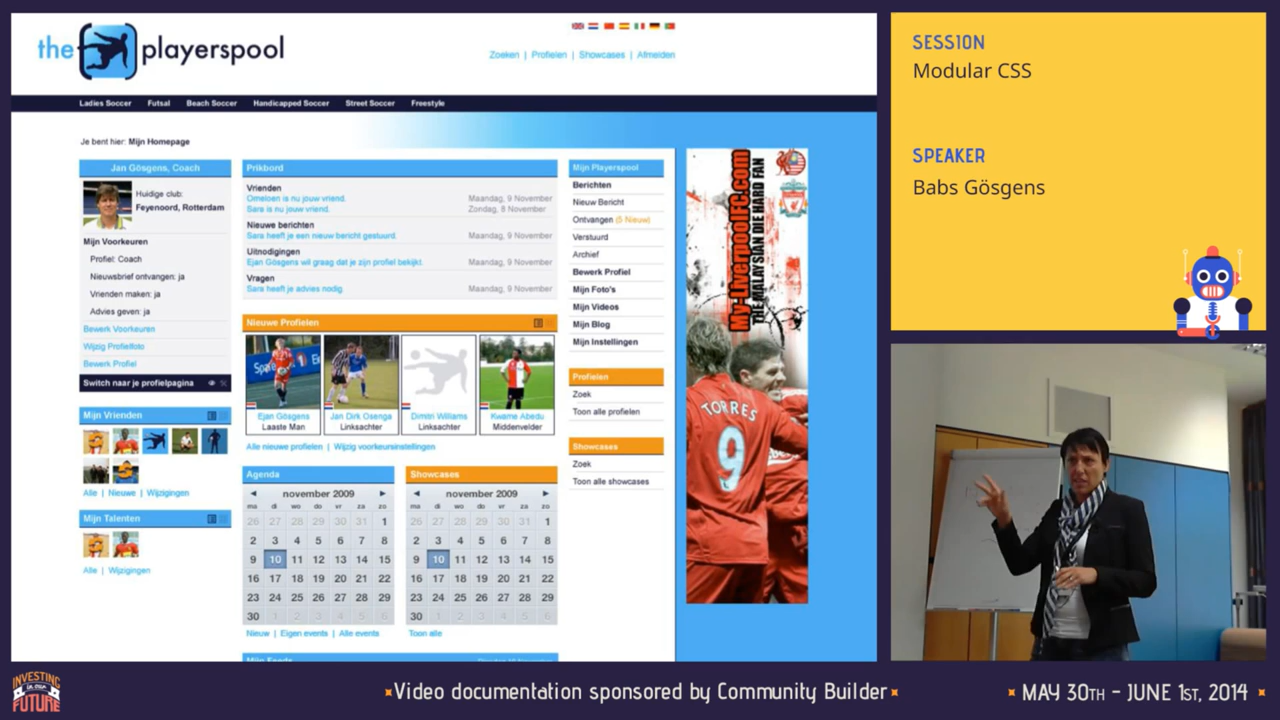 the playerspool
Zoeken | Profielen | Showcases | Afmelden
Ladies Soccer Futsal Beach Soccer Handicapped Soccer Street Soccer Freestyle
Je bent hier: Mijn Homepage
Jan Gösgens, Coach
Huidige club:
Feyenoord, Rotterdam
Mijn Voorkeuren
Profiel: Coach
Nieuwsbrief ontvangen: ja
Vrienden maken: ja
Advies geven: ja
Bewerk Voorkeuren
Wijzig Profielfoto
Bewerk Profiel
Switch naar je profielpagina
Mijn Vrienden
Alle | Nieuwe | Wijzigingen
Mijn Talenten
Alle | Wijzigingen
Prikbord
Vrienden
Omeloen is nu jouw vriend. Maandag, 9 November
Sara is nu jouw vriend. Zondag, 8 November
Nieuwe berichten
Sara heeft je een nieuw bericht gestuurd. Maandag, 9 November
Uitnodigingen
Ejan Gösgens wil graag dat je zijn profiel bekijkt. Maandag, 9 November
Vragen
Sara heeft je advies nodig Maandag, 9 November
Nieuwe Profielen
Ejan Gösgens Jan Dirk Osenga Dimitri Williams Kwame Abedu
Laaste Man Linksachter Linksachter Middenvelder
Alle nieuwe profielen | Wijzig voorkeursinstellingen
Agenda
november 2009
ma di wo do vr za zo
26 27 28 29 30 31 1
2 3 4 5 6 7 8
9 10 11 12 13 14 15
16 17 18 19 20 21 22
23 24 25 26 27 28 29
30 1 2 3 4 5 6
Nieuw | Eigen events | Alle events
Showcases
november 2009
ma di wo do vr za zo
26 27 28 29 30 31 1
2 3 4 5 6 7 8
9 10 11 12 13 14 15
16 17 18 19 20 21 22
23 24 25 26 27 28 29
30 1 2 3 4 5 6
Toon alle
Mijn Playerspool
Berichten
Nieuw Bericht
Ontvangen (5 Nieuw)
Verstuurd
Archief
Bewerk Profiel
Mijn Foto's
Mijn Videos
Mijn Blog
Mijn Instellingen
Profielen
Zoek
Toon alle profielen
Showcases
Zoek
Toon alle showcases
My-LiverpoolFC.com
THE MALAYSIAN DIE HARD FAN
TORRES
9
SESSION
Modular CSS
SPEAKER
Babs Gösgens
INVESTING
IN OUR
FUTURE
Video documentation sponsored by Community Builder
MAY 30TH - JUNE 1ST, 2014